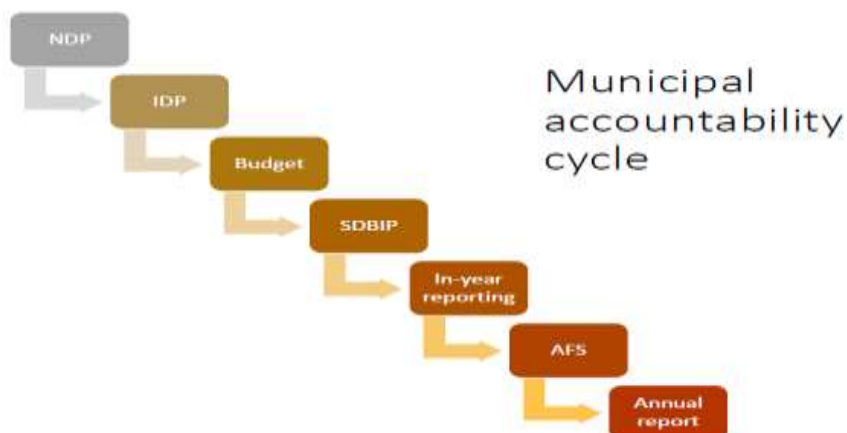 NDP
IDP
Municipal
accountability
cycle
Budget
SDBIP
In-year
reporting
AFS
Annual
report